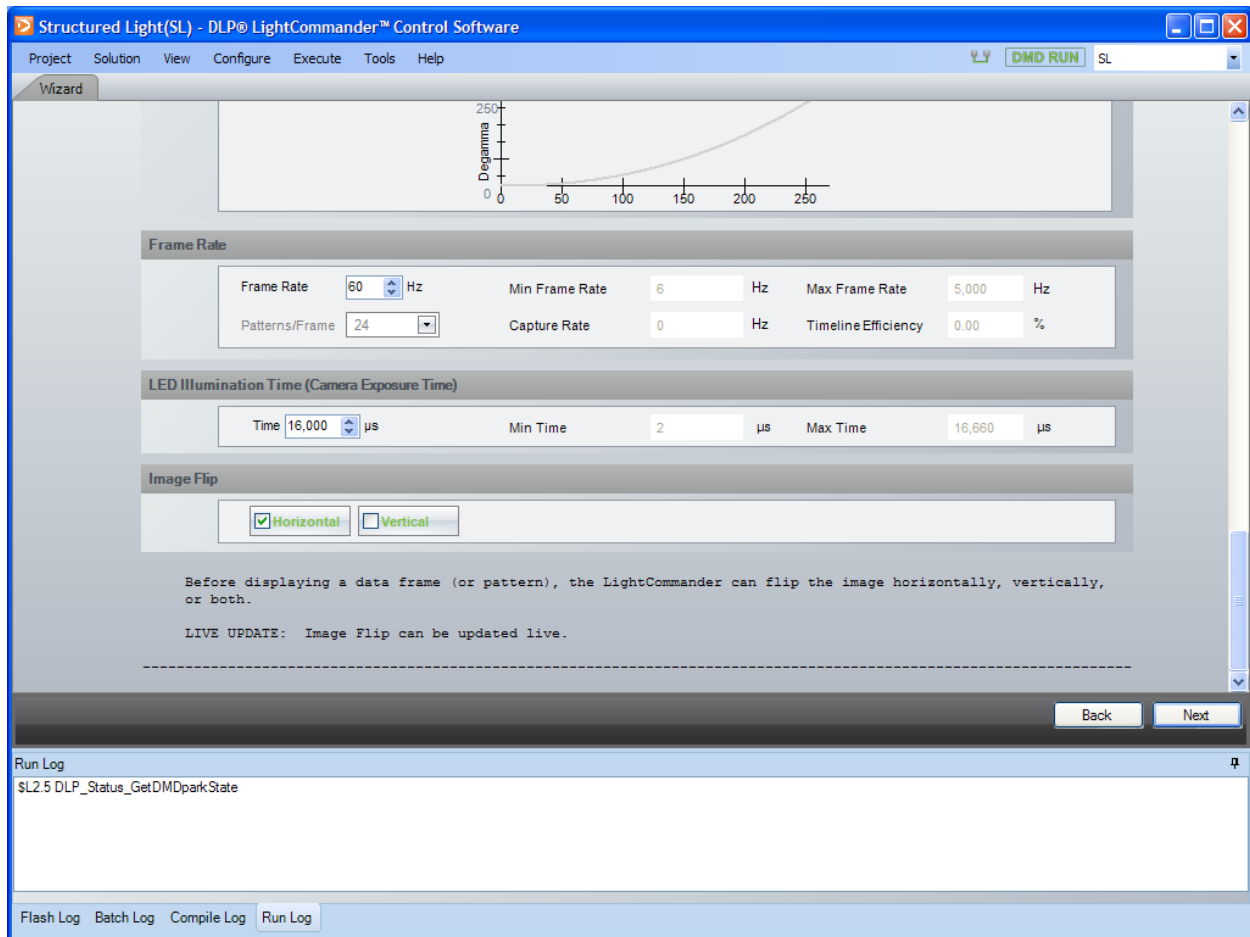 Structured Light(SL) - DLP® LightCommander™ Control Software
Project Solution View Configure Execute Tools Help DMD RUN SL
Wizard
250
Degamma
0 0 50 100 150 200 250
Frame Rate
Frame Rate 60 Hz Min Frame Rate 6 Hz Max Frame Rate 5,000 Hz
Patterns/Frame 24 Capture Rate 0 Hz Timeline Efficiency 0.00 %
LED Illumination Time (Camera Exposure Time)
Time 16,000 µs Min Time 2 µs Max Time 16,660 µs
Image Flip
Horizontal Vertical
Before displaying a data frame (or pattern), the LightCommander can flip the image horizontally, vertically,
or both.
LIVE UPDATE: Image Flip can be updated live.
--------------------------------------------------------------------------------------------------------------------
Back Next
Run Log
$L2.5 DLP_Status_GetDMDparkState
Flash Log Batch Log Compile Log Run Log